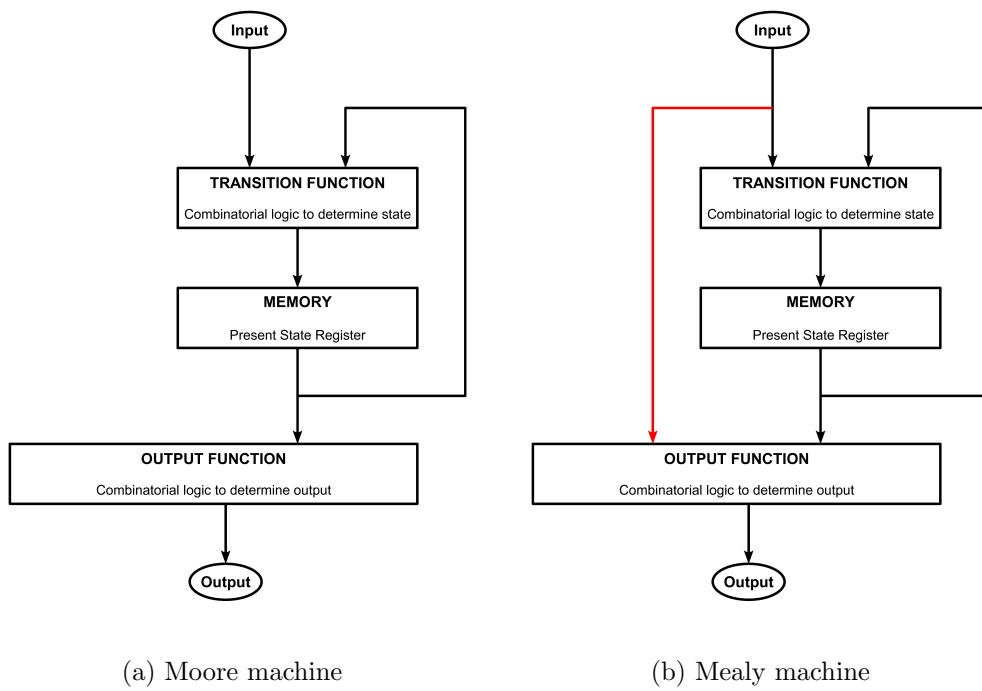 Input
TRANSITION FUNCTION
Combinatorial logic to determine state
MEMORY
Present State Register
OUTPUT FUNCTION
Combinatorial logic to determine output
Output
(a) Moore machine
Input
TRANSITION FUNCTION
Combinatorial logic to determine state
MEMORY
Present State Register
OUTPUT FUNCTION
Combinatorial logic to determine output
Output
(b) Mealy machine